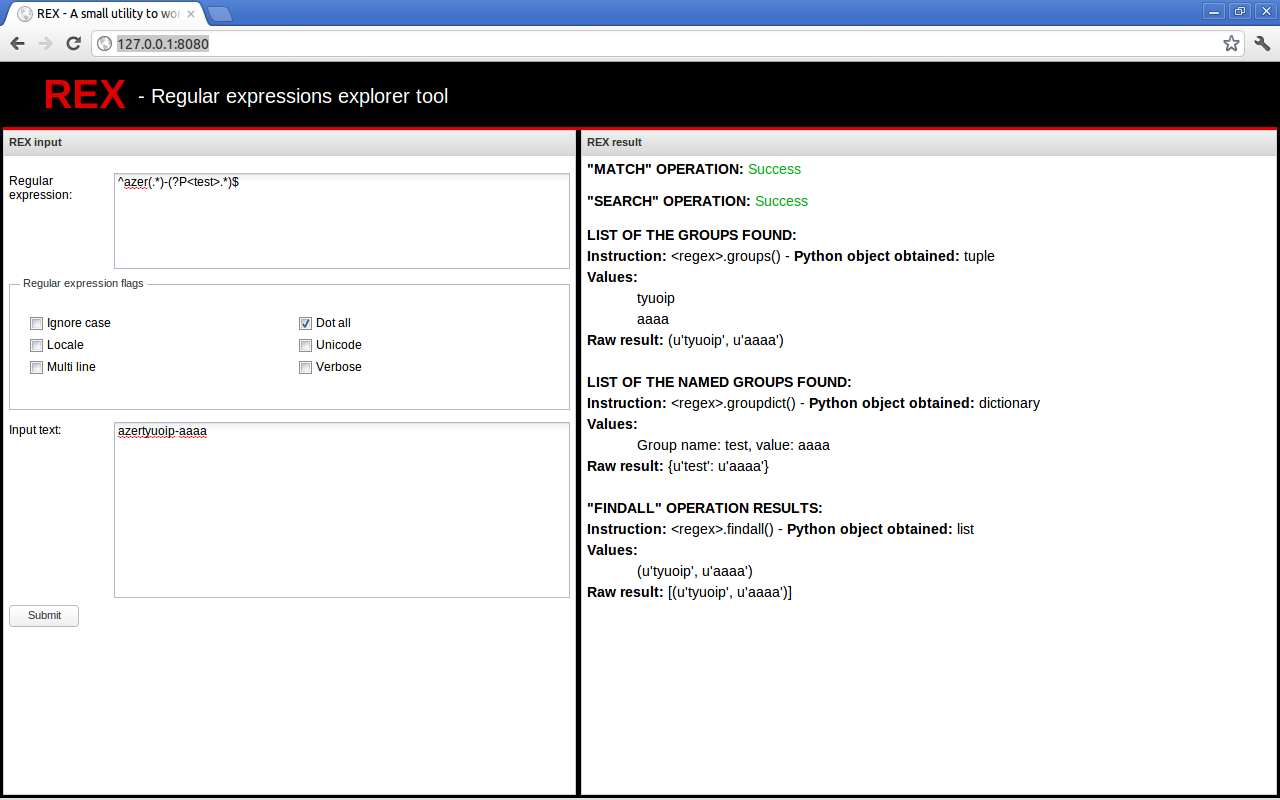 REX - A small utility to wo
127.0.0.1:8080
REX - Regular expressions explorer tool
REX input
Regular
expression:
^azer(.*)-(?P<test>.*)$
Regular expression flags
Ignore case
Dot all
Locale
Unicode
Multi line
Verbose
Input text:
azertyuoip-aaaa
Submit
REX result
"MATCH" OPERATION: Success
"SEARCH" OPERATION: Success
LIST OF THE GROUPS FOUND:
Instruction: <regex>.groups() - Python object obtained: tuple
Values:
tyuoip
aaaa
Raw result: (u'tyuoip', u'aaaa')
LIST OF THE NAMED GROUPS FOUND:
Instruction: <regex>.groupdict() - Python object obtained: dictionary
Values:
Group name: test, value: aaaa
Raw result: {u'test': u'aaaa'}
"FINDALL" OPERATION RESULTS:
Instruction: <regex>.findall() - Python object obtained: list
Values:
(u'tyuoip', u'aaaa')
Raw result: [(u'tyuoip', u'aaaa')]